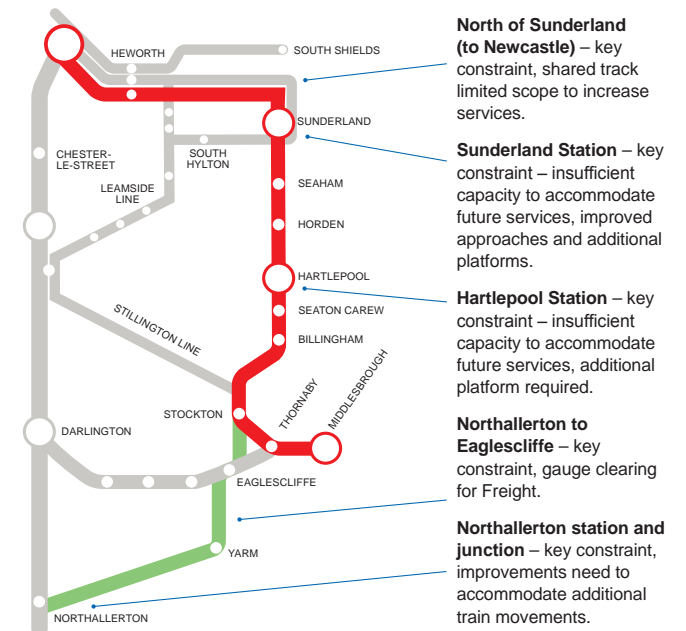 HEWORTH
SOUTH SHIELDS
SUNDERLAND
CHESTER-
LE-STREET
SOUTH
HYLTON
LEAMSIDE
LINE
SEAHAM
HORDEN
HARTLEPOOL
SEATON CAREW
BILLINGHAM
STILLINGTON LINE
THORNABY
MIDDLESBROUGH
STOCKTON
DARLINGTON
EAGLESCLIFFE
YARM
NORTHALLERTON
North of Sunderland
(to Newcastle) – key
constraint, shared track
limited scope to increase
services.
Sunderland Station – key
constraint – insufficient
capacity to accommodate
future services, improved
approaches and additional
platforms.
Hartlepool Station – key
constraint – insufficient
capacity to accommodate
future services, additional
platform required.
Northallerton to
Eaglescliffe – key
constraint, gauge clearing
for Freight.
Northallerton station and
junction – key constraint,
improvements need to
accommodate additional
train movements.